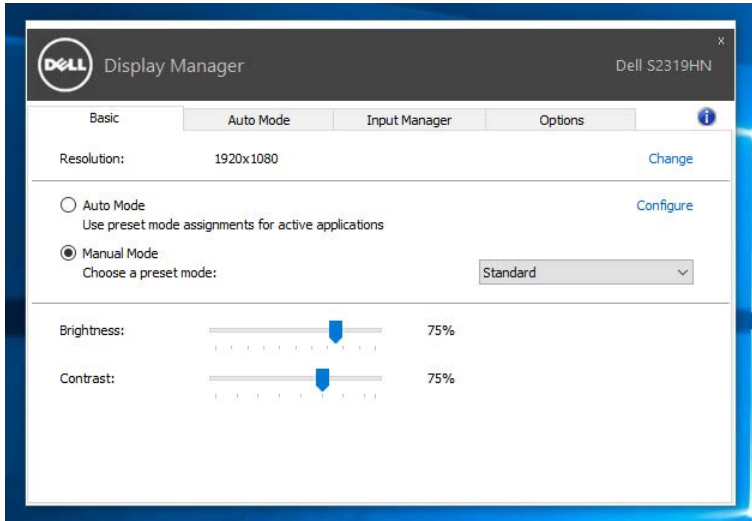 DELL Display Manager Dell S2319HN x
Basic Auto Mode Input Manager Options i
Resolution: 1920x1080 Change
Auto Mode Configure
Use preset mode assignments for active applications
Manual Mode
Choose a preset mode: Standard
Brightness: 75%
Contrast: 75%